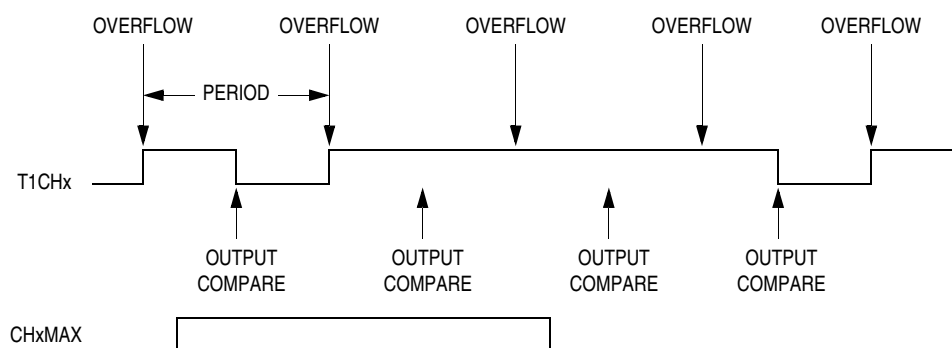 OVERFLOW OVERFLOW OVERFLOW OVERFLOW OVERFLOW
PERIOD
T1CHx
OUTPUT OUTPUT OUTPUT OUTPUT
COMPARE COMPARE COMPARE COMPARE
CHxMAX